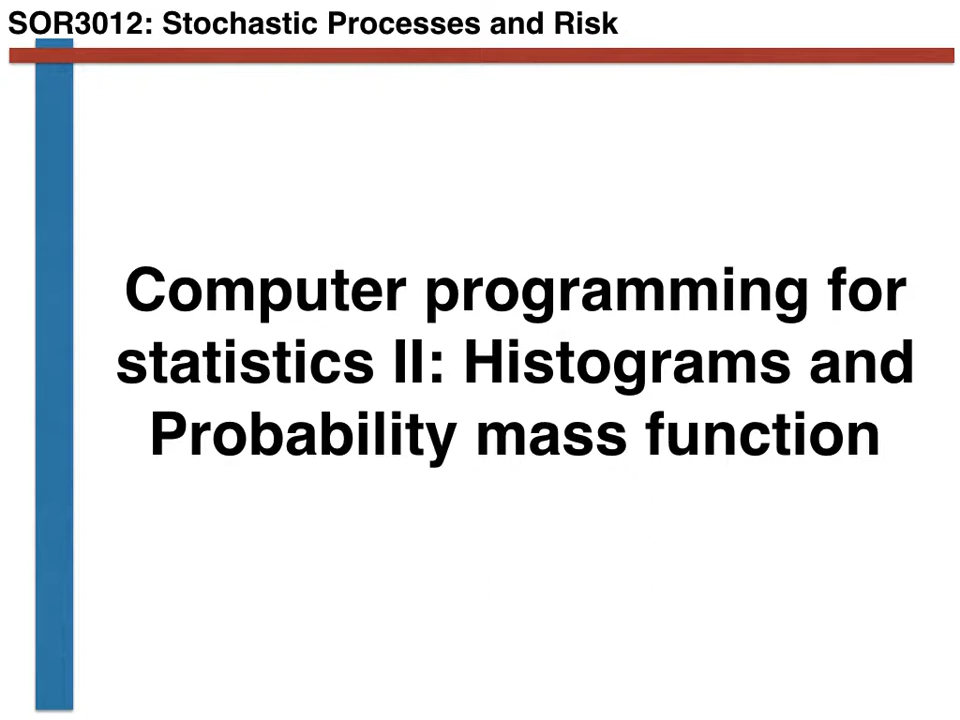 SOR3012: Stochastic Processes and Risk
Computer programming for
statistics II: Histograms and
Probability mass function